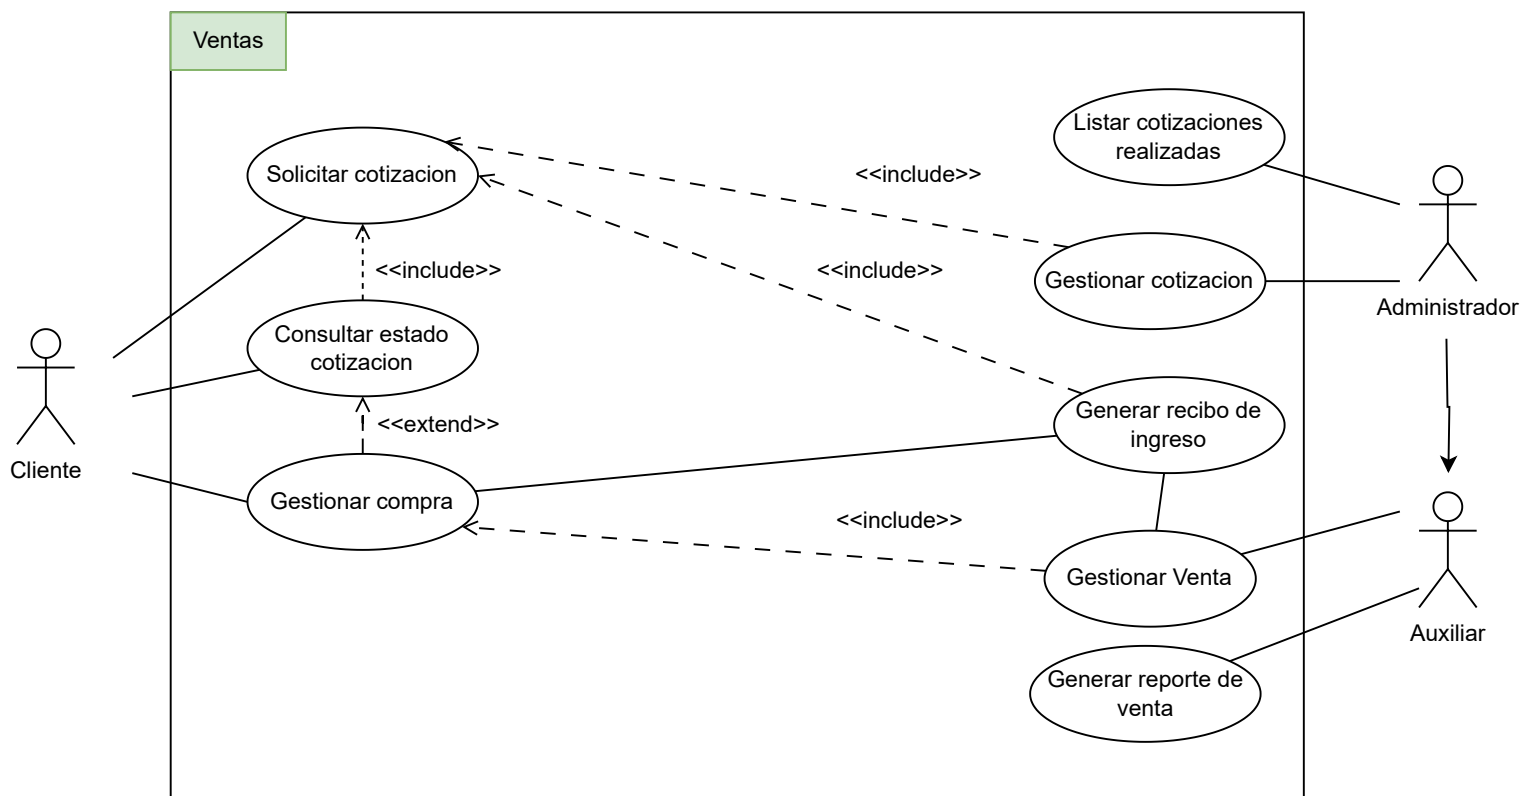 Ventas
Listar cotizaciones
realizadas
Solicitar cotizacion
<<include>>
<<include>>
<<include>>
Gestionar cotizacion
Administrador
Consultar estado
cotizacion
<<extend>>
Generar recibo de
ingreso
Cliente
Gestionar compra
<<include>>
Gestionar Venta
Auxiliar
Generar reporte de
venta